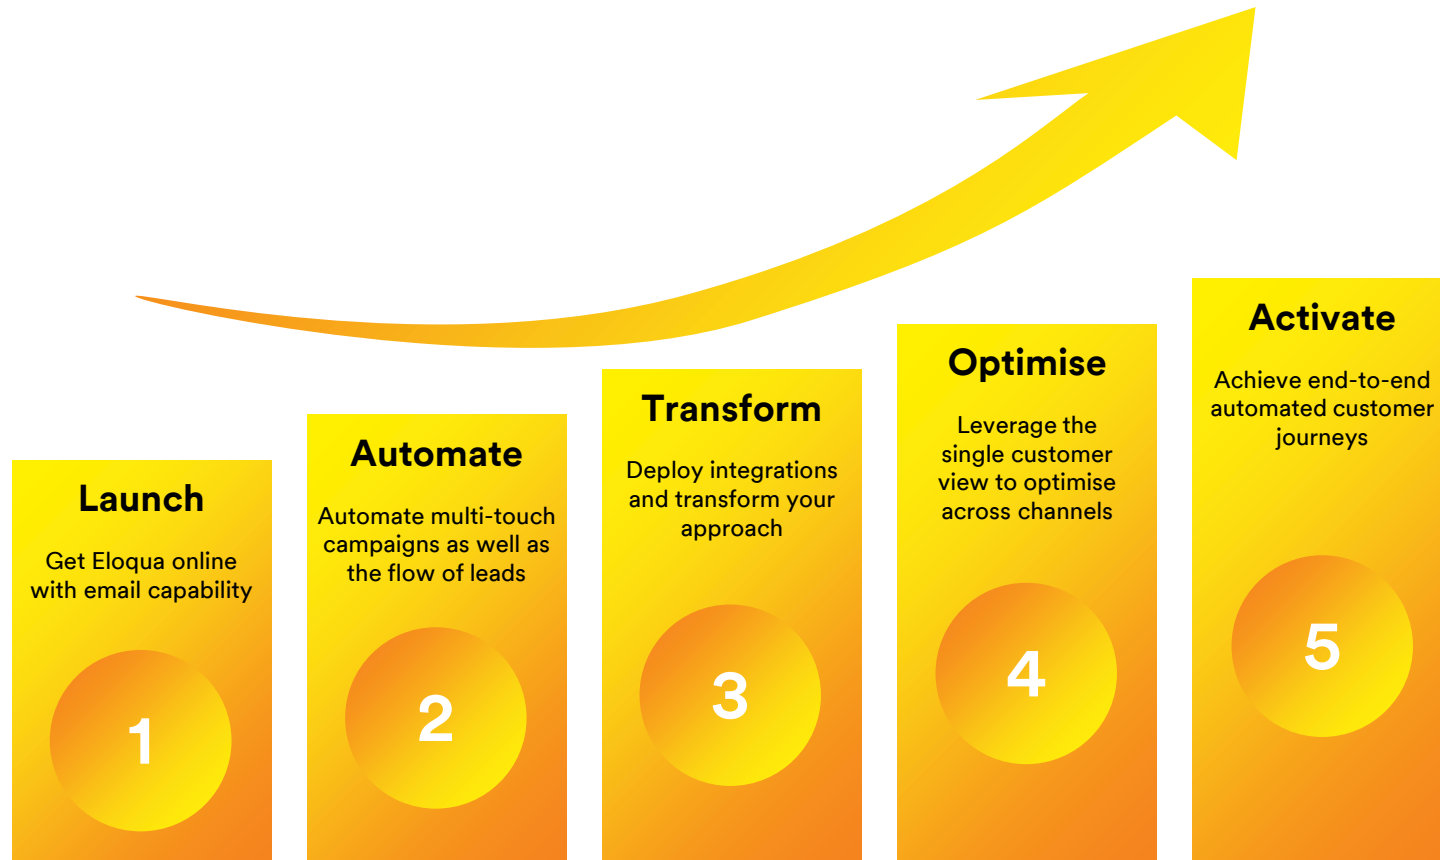 Launch
Get Eloqua online
with email capability
1
Automate
Automate multi-touch
campaigns as well as
the flow of leads
2
Transform
Deploy integrations
and transform your
approach
3
Optimise
Leverage the
single customer
view to optimise
across channels
4
Activate
Achieve end-to-end
automated customer
journeys
5